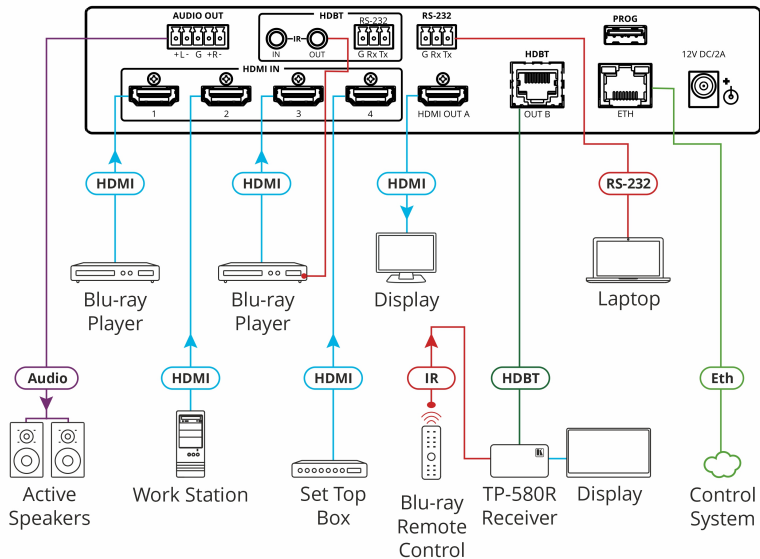 AUDIO OUT
HDBT
RS-232
RS-232
PROG
IR
IN
OUT
+L- G +R-
G Rx Tx
G Rx Tx
HDBT
12V DC/2A
+
HDMI IN
1
2
3
4
HDMI OUT A
OUT B
ETH
HDMI
HDMI
HDMI
RS-232
Blu-ray
Player
Blu-ray
Player
Display
Laptop
Audio
HDMI
HDMI
IR
HDBT
Eth
Active
Speakers
Work Station
Set Top
Box
Blu-ray
Remote
Control
TP-580R
Receiver
Display
Control
System